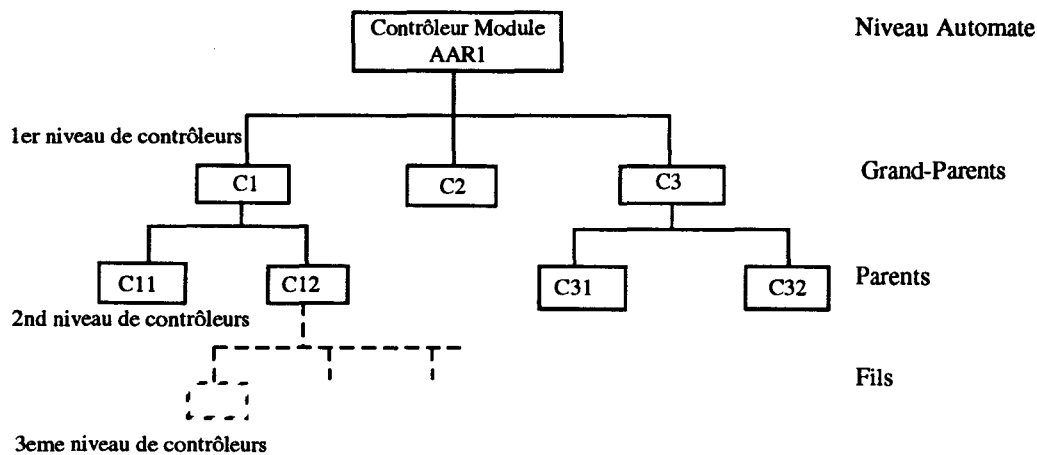 Contrôleur Module
AAR1
Niveau Automate
1er niveau de contrôleurs
C1
C2
C3
Grand-Parents
C11
C12
C31
C32
Parents
2nd niveau de contrôleurs
Fils
3eme niveau de contrôleurs